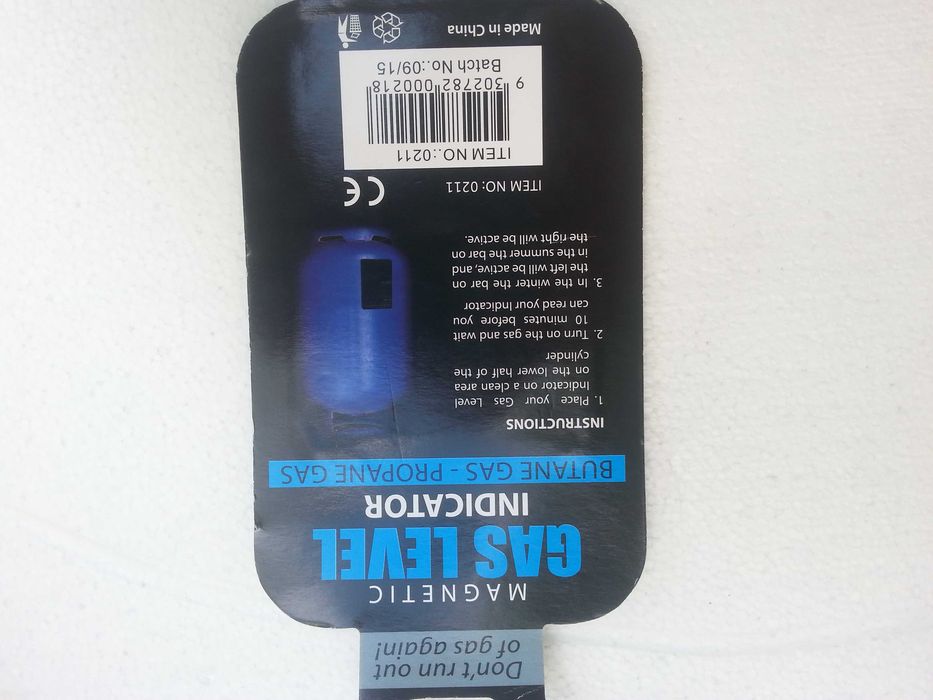 Don't run out
of gas again!
MAGNETIC
GAS LEVEL
INDICATOR
BUTANE GAS - PROPANE GAS
INSTRUCTIONS
1. Place your Gas Level
Indicator on a clean area
on the lower half of the
cylinder
2. Turn on the gas and wait
10 minutes before you
can read your Indicator
3. In the winter the bar on
the left will be active, and
in the summer the bar on
the right will be active.
ITEM NO: 0211
CE
ITEM NO.:0211
9 302782 000218
Batch No.:09/15
Made in China